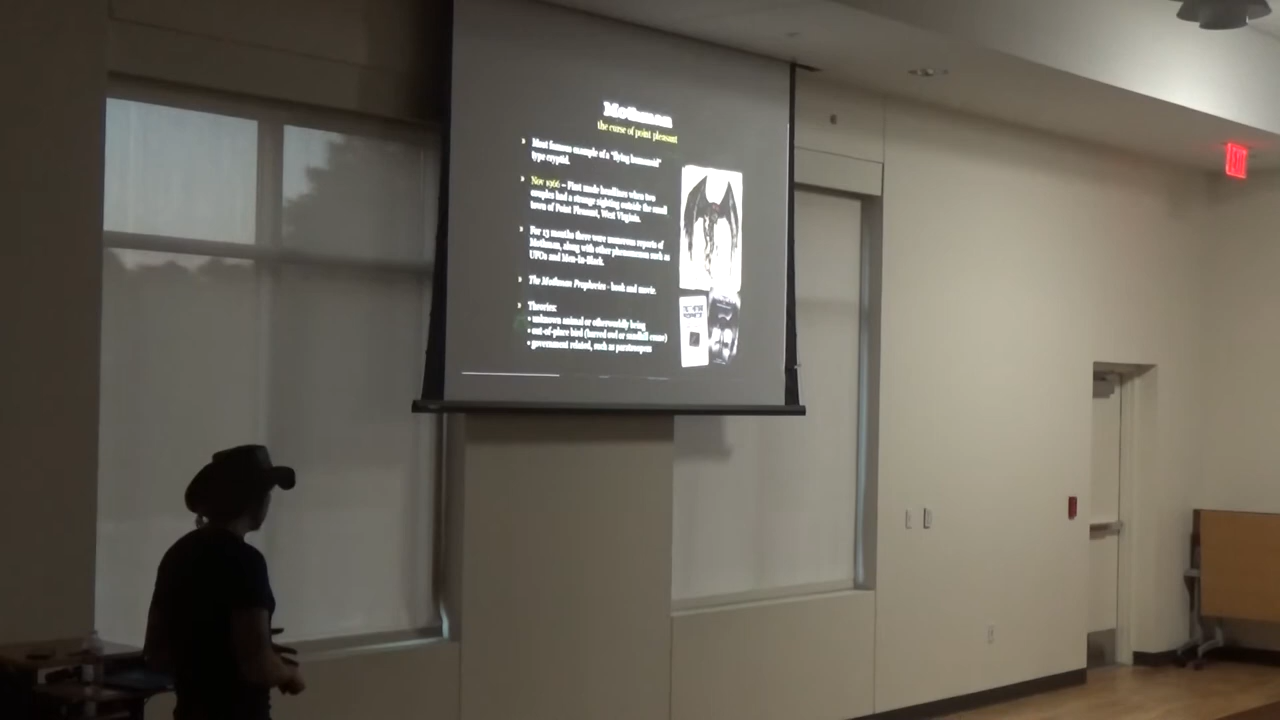 Mothman
the curse of point pleasant
Most famous example of a "flying humanoid"
type cryptid.
Nov 1966 – First made headlines when two
couples had a strange sighting outside the small
town of Point Pleasant, West Virginia.
For 13 months there were numerous reports of
Mothman, along with other phenomenon such as
UFOs and Men-In-Black.
The Mothman Prophecies - book and movie.
Theories:
- unknown animal or otherworldly being
- out-of-place bird (barred owl or sandhill crane)
- government related, such as paratroopers
EXIT